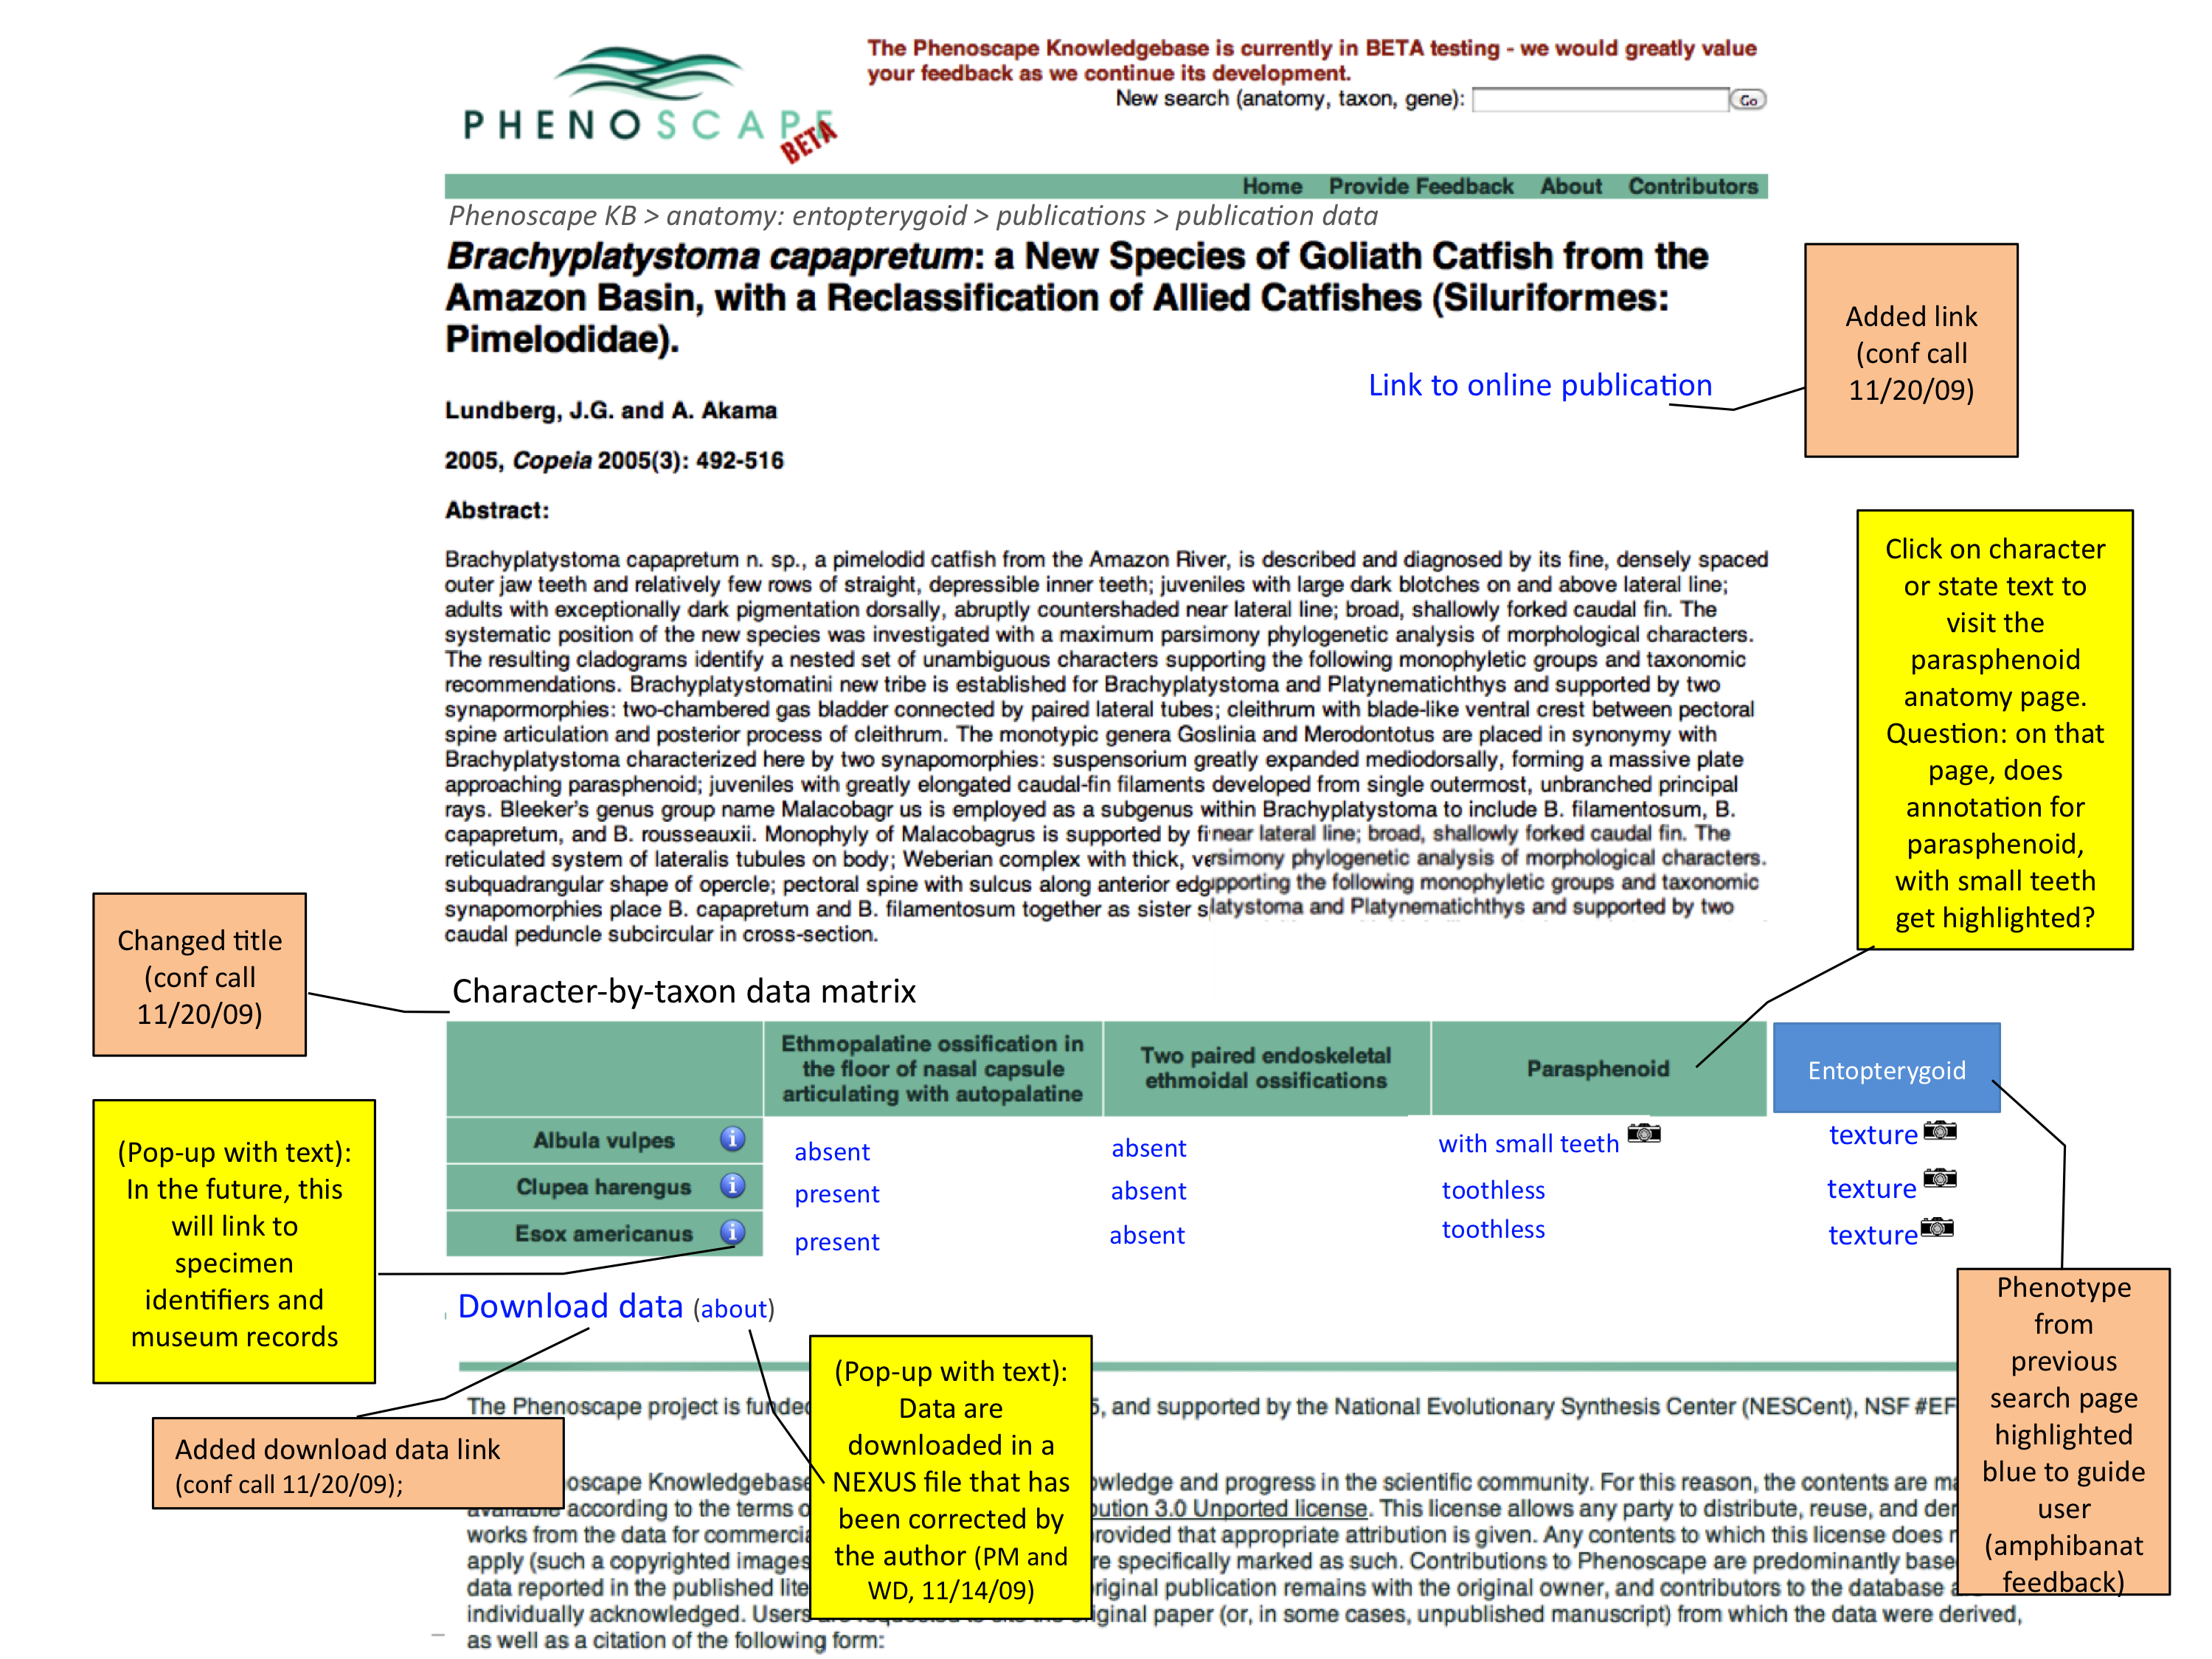 The Phenoscape Knowledgebase is currently in BETA testing - we would greatly value
your feedback as we continue its development.
New search (anatomy, taxon, gene): Go
PHENOSCAPE
BETA
Home Provide Feedback About Contributors
Phenoscape KB > anatomy: entopterygoid > publications > publication data
Brachyplatystoma capapretum: a New Species of Goliath Catfish from the
Amazon Basin, with a Reclassification of Allied Catfishes (Siluriformes:
Pimelodidae).
Link to online publication
Added link
(conf call
11/20/09)
Lundberg, J.G. and A. Akama
2005, Copeia 2005(3): 492-516
Abstract:
Brachyplatystoma capapretum n. sp., a pimelodid catfish from the Amazon River, is described and diagnosed by its fine, densely spaced
outer jaw teeth and relatively few rows of straight, depressible inner teeth; juveniles with large dark blotches on and above lateral line;
adults with exceptionally dark pigmentation dorsally, abruptly countershaded near lateral line; broad, shallowly forked caudal fin. The
systematic position of the new species was investigated with a maximum parsimony phylogenetic analysis of morphological characters.
The resulting cladograms identify a nested set of unambiguous characters supporting the following monophyletic groups and taxonomic
recommendations. Brachyplatystomatini new tribe is established for Brachyplatystoma and Platynematichthys and supported by two
synapormorphies: two-chambered gas bladder connected by paired lateral tubes; cleithrum with blade-like ventral crest between pectoral
spine articulation and posterior process of cleithrum. The monotypic genera Goslinia and Merodontotus are placed in synonymy with
Brachyplatystoma characterized here by two synapomorphies: suspensorium greatly expanded mediodorsally, forming a massive plate
approaching parasphenoid; juveniles with greatly elongated caudal-fin filaments developed from single outermost, unbranched principal
rays. Bleeker's genus group name Malacobagr us is employed as a subgenus within Brachyplatystoma to include B. filamentosum, B.
capapretum, and B. rousseauxii. Monophyly of Malacobagrus is supported by fi near lateral line; broad, shallowly forked caudal fin. The
reticulated system of lateralis tubules on body; Weberian complex with thick, ve rsimony phylogenetic analysis of morphological characters.
subquadrangular shape of opercle; pectoral spine with sulcus along anterior edg pporting the following monophyletic groups and taxonomic
synapomorphies place B. capapretum and B. filamentosum together as sister s latystoma and Platynematichthys and supported by two
caudal peduncle subcircular in cross-section.
Click on character
or state text to
visit the
parasphenoid
anatomy page.
Question: on that
page, does
annotation for
parasphenoid,
with small teeth
get highlighted?
Changed title
(conf call
11/20/09)
Character-by-taxon data matrix
Ethmopalatine ossification in
the floor of nasal capsule
articulating with autopalatine
Two paired endoskeletal
ethmoidal ossifications
Parasphenoid
Entopterygoid
Albula vulpes i absent absent with small teeth texture
Clupea harengus i present absent toothless texture
Esox americanus i present absent toothless texture
(Pop-up with text):
In the future, this
will link to
specimen
identifiers and
museum records
Download data (about)
Added download data link
(conf call 11/20/09);
(Pop-up with text):
Data are
downloaded in a
NEXUS file that has
been corrected by
the author (PM and
WD, 11/14/09)
Phenotype
from
previous
search page
highlighted
blue to guide
user
(amphibanat
feedback)
The Phenoscape project is funded 5, and supported by the National Evolutionary Synthesis Center (NESCent), NSF #EF
oscape Knowledgebase owledge and progress in the scientific community. For this reason, the contents are ma
available according to the terms o bution 3.0 Unported license. This license allows any party to distribute, reuse, and der
works from the data for commercia rovided that appropriate attribution is given. Any contents to which this license does n
apply (such a copyrighted images re specifically marked as such. Contributions to Phenoscape are predominantly base
data reported in the published lite riginal publication remains with the original owner, and contributors to the database a
individually acknowledged. Users are requested to cite the original paper (or, in some cases, unpublished manuscript) from which the data were derived,
as well as a citation of the following form: